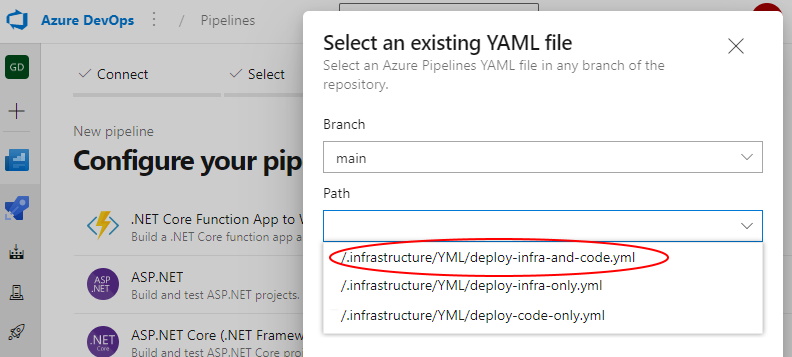 Azure DevOps / Pipelines
GD
Connect
Select
New pipeline
Configure your pip
.NET Core Function App to W
Build a .NET Core function app a
ASP
NET
ASP.NET
Build and test ASP.NET projects.
ASP
.NET
Core
ASP.NET Core (.NET Framew
Build and test ASP.NET Core proj
Select an existing YAML file
Select an Azure Pipelines YAML file in any branch of the
repository.
Branch
main
Path
/.infrastructure/YML/deploy-infra-and-code.yml
/.infrastructure/YML/deploy-infra-only.yml
/.infrastructure/YML/deploy-code-only.yml